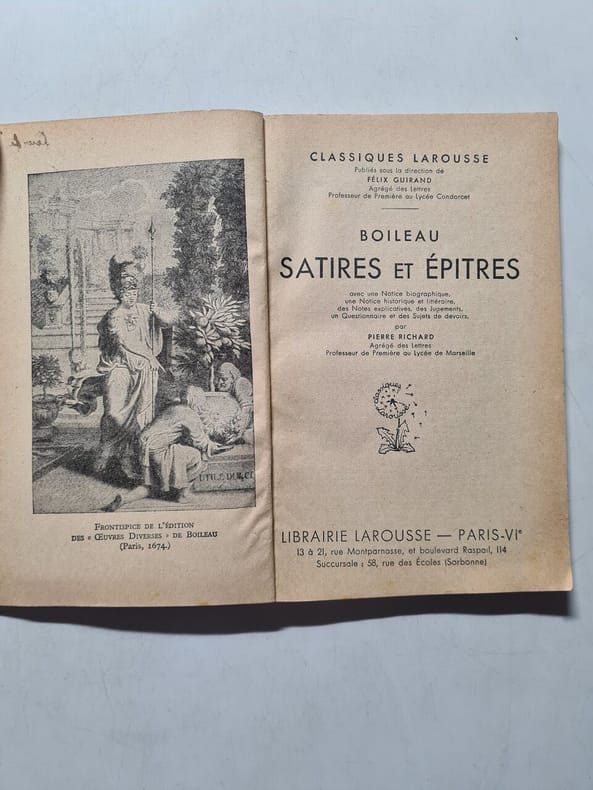 UTILE DULCI
FRONTISPICE DE L'ÉDITION
DES « ŒUVRES DIVERSES » DE BOILEAU
(Paris, 1674.)
CLASSIQUES LAROUSSE
Publiés sous la direction de
FÉLIX GUIRAND
Agrégé des Lettres
Professeur de Première au Lycée Condorcet
BOILEAU
SATIRES ET ÉPITRES
avec une Notice biographique,
une Notice historique et littéraire,
des Notes explicatives, des Jugements,
un Questionnaire et des Sujets de devoirs,
par
PIERRE RICHARD
Agrégé des Lettres
Professeur de Première au Lycée de Marseille
classiques
Larousse
LIBRAIRIE LAROUSSE — PARIS-VIe
13 à 21, rue Montparnasse, et boulevard Raspail, 114
Succursale : 58, rue des Écoles (Sorbonne)